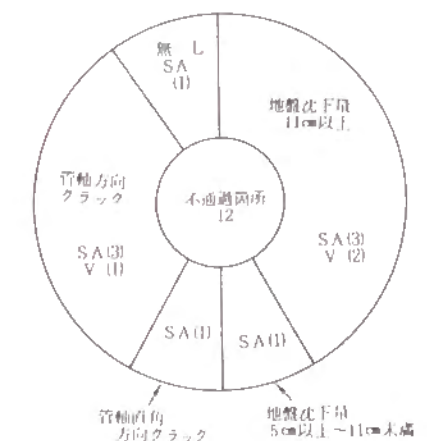 無し
SA
(1)
地盤沈下量
11cm以上
管軸方向
クラック
不通過箇所
12
SA(3)
V(1)
SA(3)
V(2)
SA(1)
SA(1)
管軸直角
方向クラック
地盤沈下量
5cm以上～11cm未満